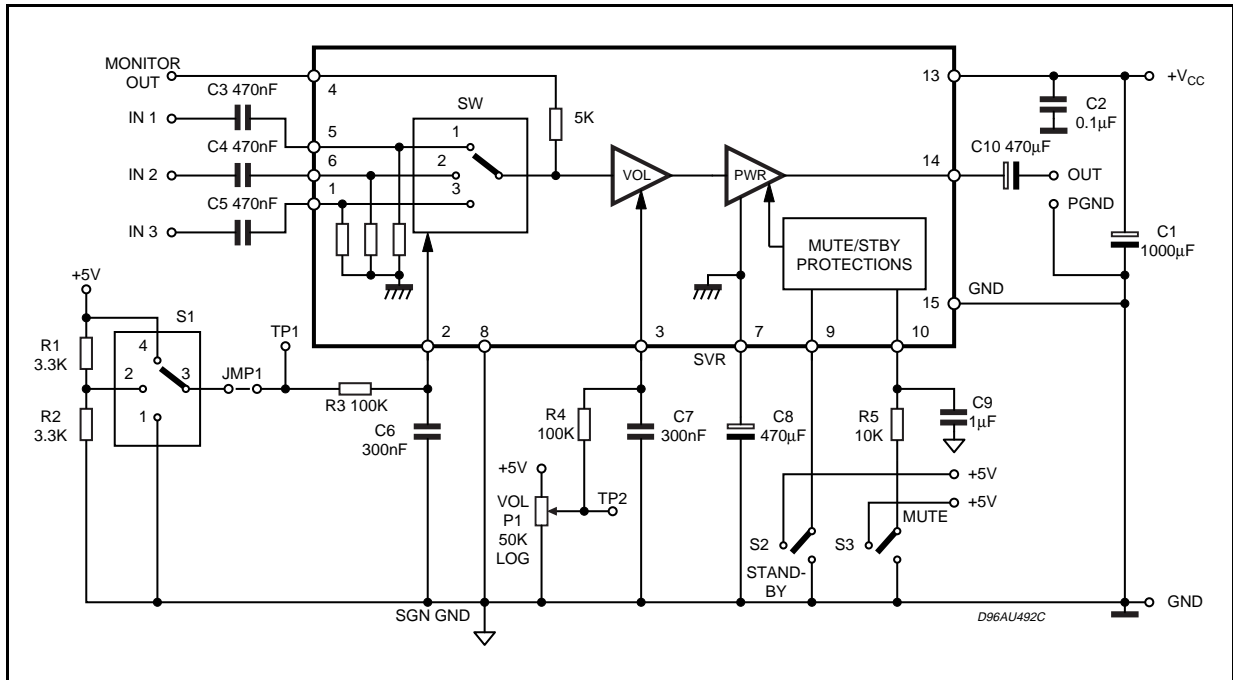 MONITOR
OUT
C3 470nF
IN 1
C4 470nF
IN 2
C5 470nF
IN 3
4
5
6
1
SW
1
2
3
5K
VOL
PWR
MUTE/STBY
PROTECTIONS
13
14
15
+VCC
C2
0.1µF
C10 470µF
OUT
PGND
C1
1000µF
GND
+5V
S1
R1
3.3K
R2
3.3K
4
2
3
1
JMP1
TP1
R3 100K
2
8
3
SVR
7
9
10
C6
300nF
R4
100K
C7
300nF
C8
470µF
R5
10K
C9
1µF
+5V
VOL
P1
50K
LOG
TP2
+5V
+5V
MUTE
S2
S3
STAND-
BY
SGN GND
GND
D96AU492C